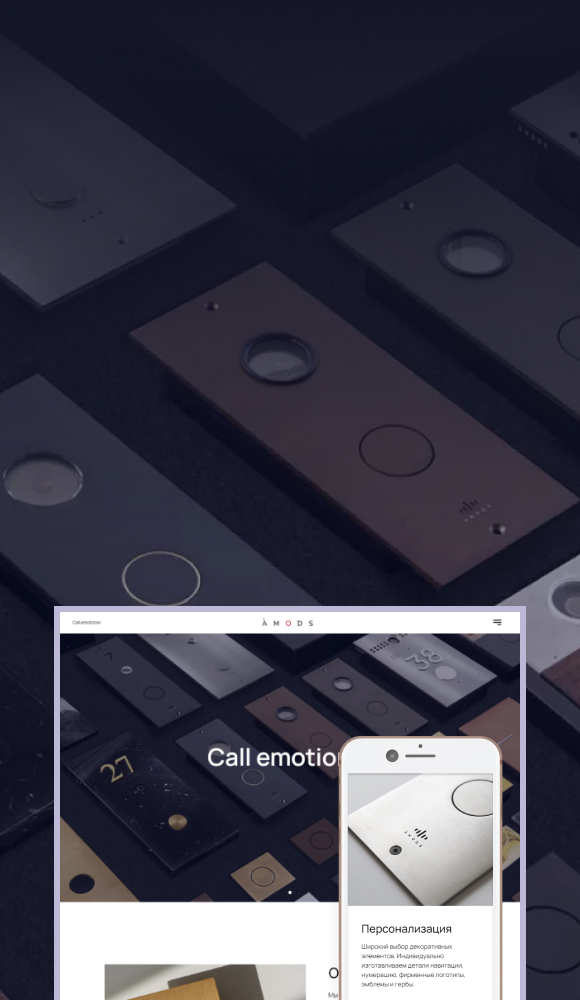 Call emotions!
ÀMODS
7
38
Call emotio
27
AMODS
Персонализация
Широкий выбор декоративных
элементов. Индивидуально
изготавливаем детали навигации,
нумерацию, фирменные логотипы,
эмблемы и гербы.
О
Мы